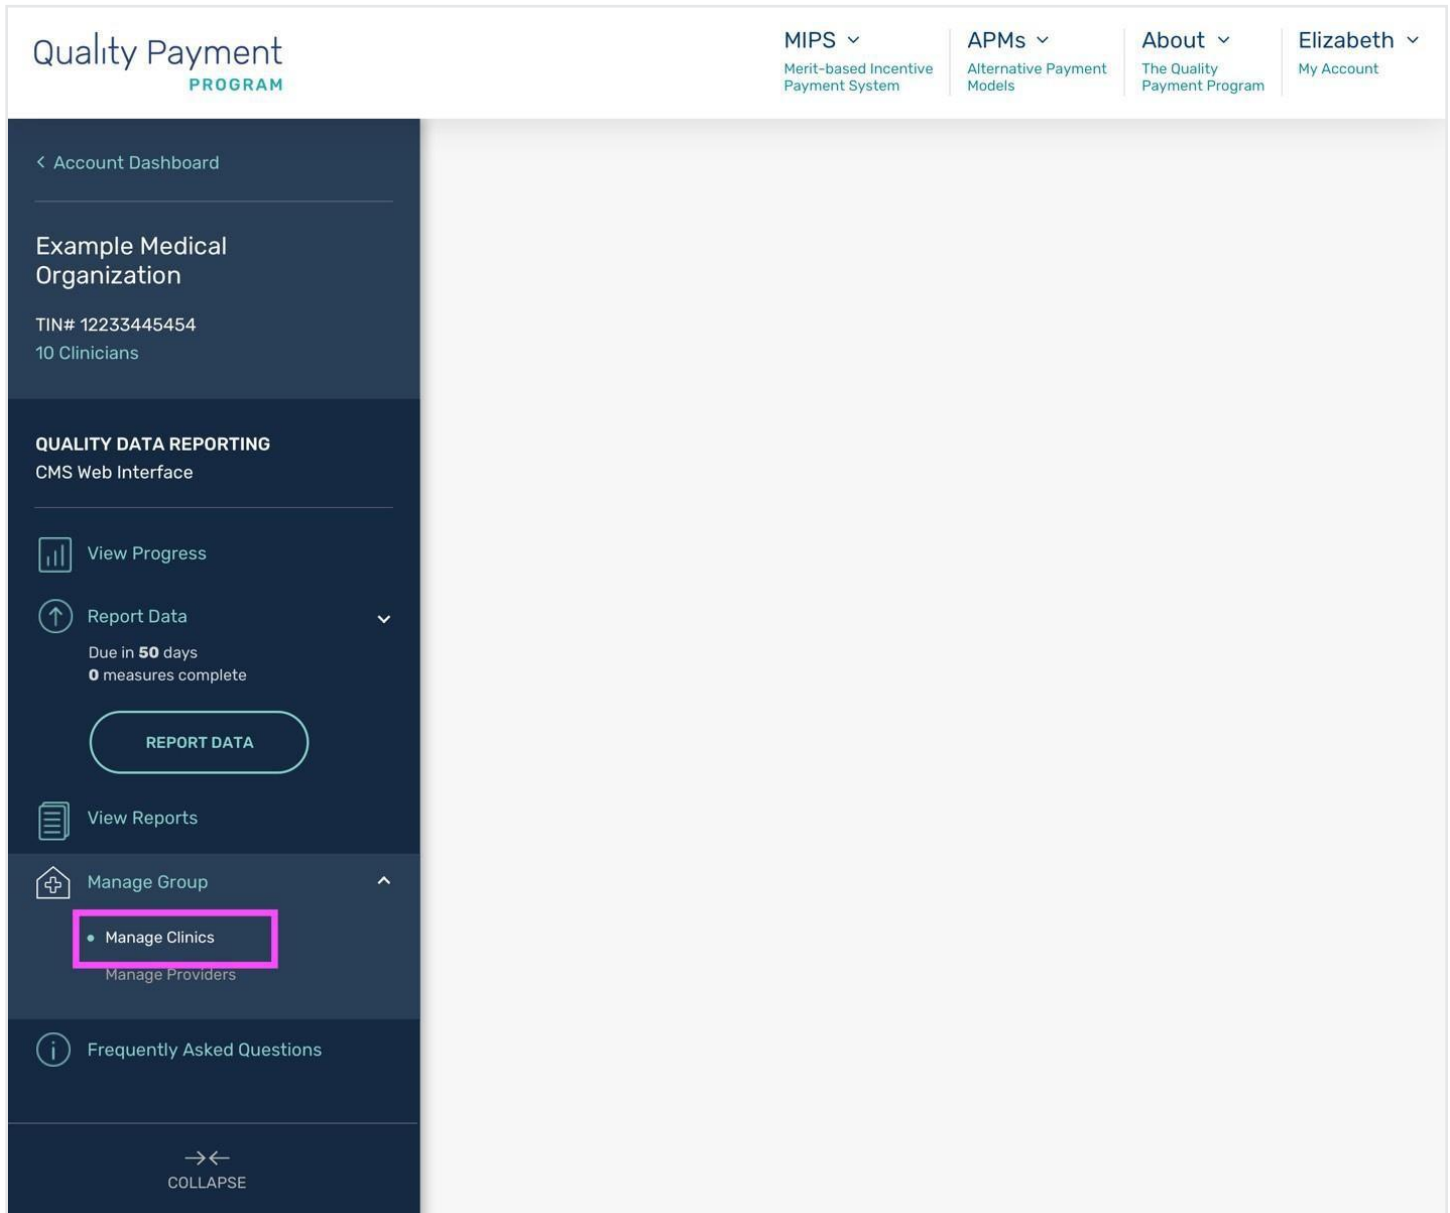 Quality Payment
PROGRAM
MIPS
Merit-based Incentive
Payment System
APMs
Alternative Payment
Models
About
The Quality
Payment Program
Elizabeth
My Account
< Account Dashboard
Example Medical
Organization
TIN# 12233445454
10 Clinicians
QUALITY DATA REPORTING
CMS Web Interface
View Progress
Report Data
Due in 50 days
0 measures complete
REPORT DATA
View Reports
Manage Group
• Manage Clinics
Manage Providers
Frequently Asked Questions
COLLAPSE